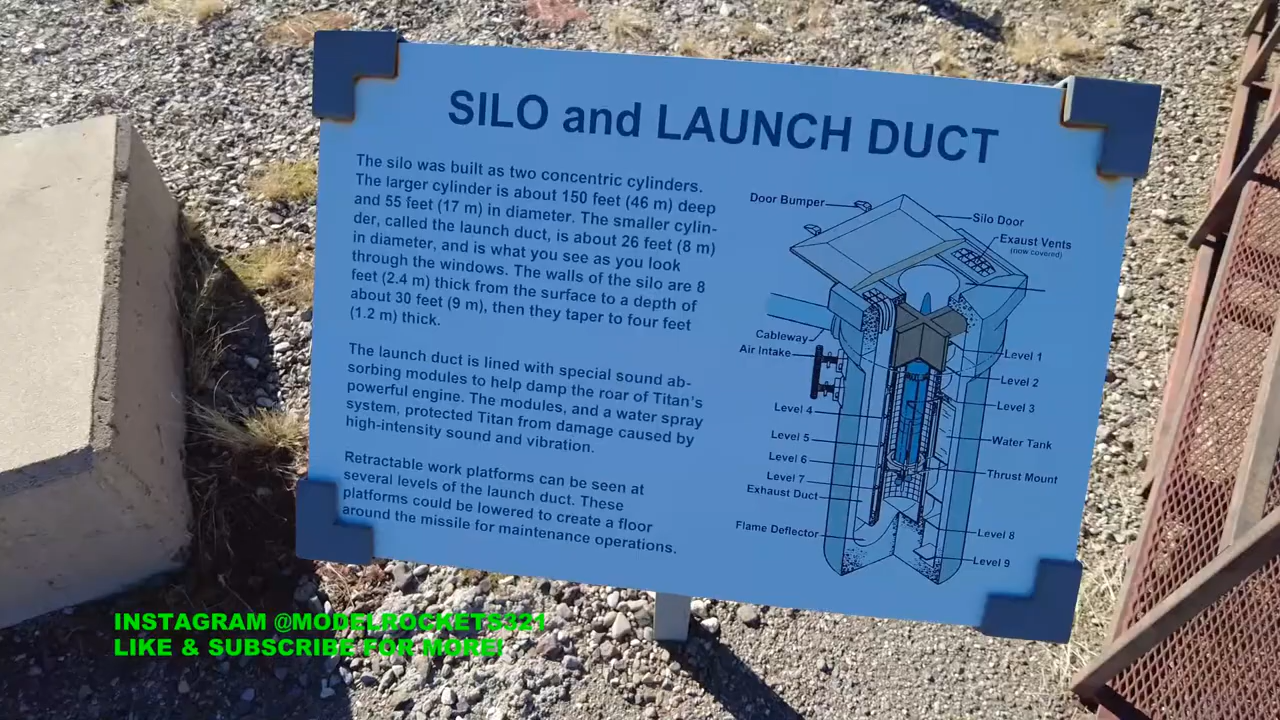 SILO and LAUNCH DUCT
The silo was built as two concentric cylinders.
The larger cylinder is about 150 feet (46 m) deep
and 55 feet (17 m) in diameter. The smaller cylin-
der, called the launch duct, is about 26 feet (8 m)
in diameter, and is what you see as you look
through the windows. The walls of the silo are 8
feet (2.4 m) thick from the surface to a depth of
about 30 feet (9 m), then they taper to four feet
(1.2 m) thick.
The launch duct is lined with special sound ab-
sorbing modules to help damp the roar of Titan's
powerful engine. The modules, and a water spray
system, protected Titan from damage caused by
high-intensity sound and vibration.
Retractable work platforms can be seen at
several levels of the launch duct. These
platforms could be lowered to create a floor
around the missile for maintenance operations.
Door Bumper
Silo Door
Exaust Vents
(now covered)
Cableway
Air Intake
Level 1
Level 2
Level 3
Level 4
Level 5
Level 6
Level 7
Water Tank
Thrust Mount
Exhaust Duct
Flame Deflector
Level 8
Level 9
INSTAGRAM @MODELROCKETS321
LIKE & SUBSCRIBE FOR MORE!